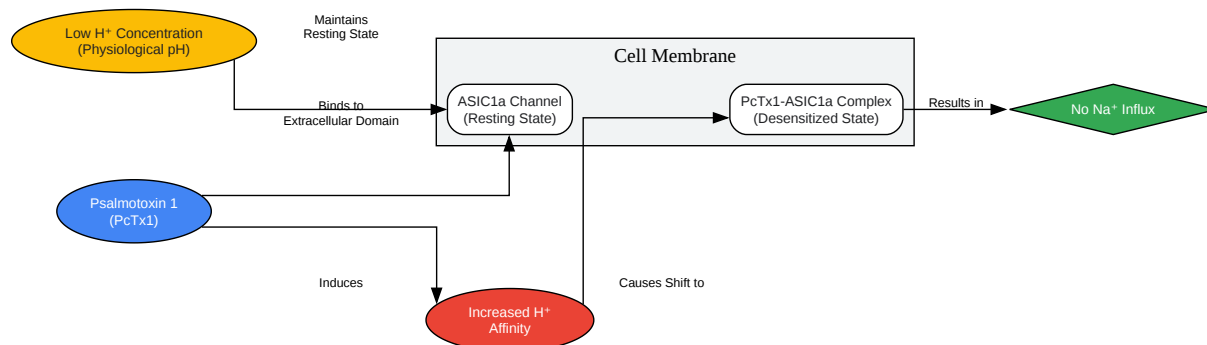 Low H⁺ Concentration
(Physiological pH)
Maintains
Resting State
Cell Membrane
Binds to
Extracellular Domain
ASIC1a Channel
(Resting State)
PcTx1-ASIC1a Complex
(Desensitized State)
Results in
No Na⁺ Influx
Psalmotoxin 1
(PcTx1)
Induces
Causes Shift to
Increased H⁺
Affinity